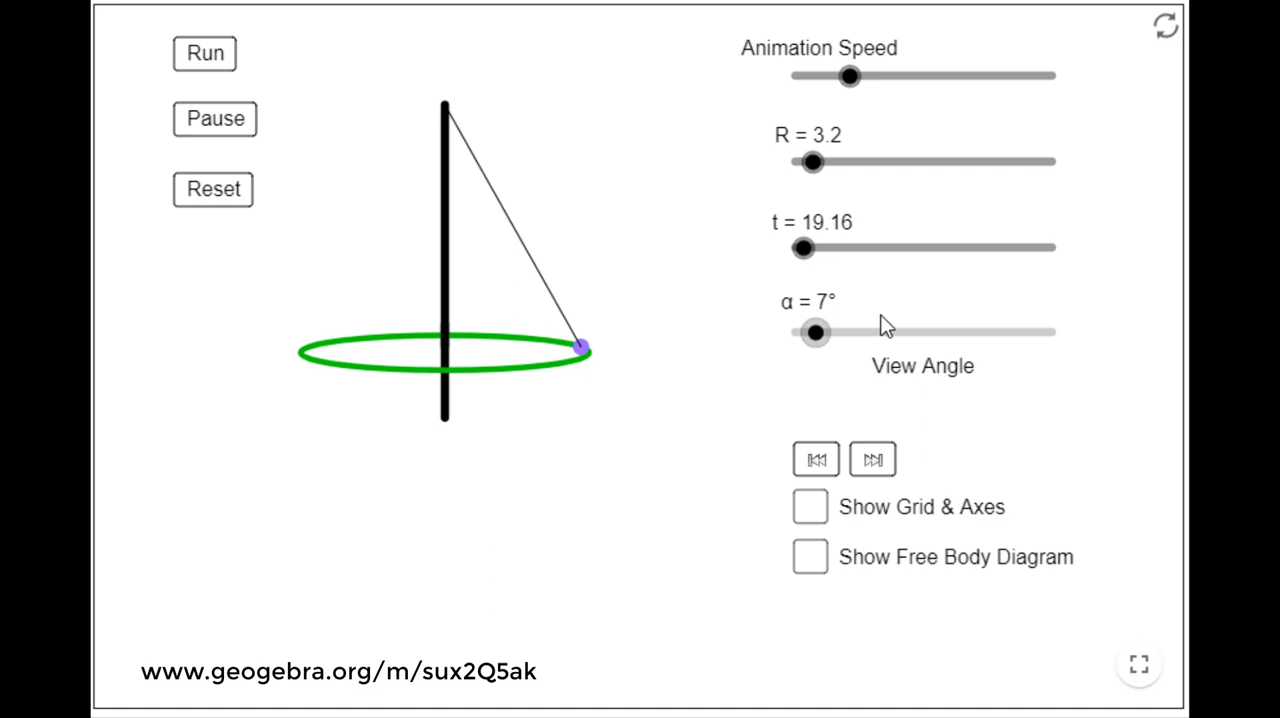 Run
Pause
Reset
Animation Speed
R = 3.2
t = 19.16
α = 7°
View Angle
Show Grid & Axes
Show Free Body Diagram
www.geogebra.org/m/sux2Q5ak